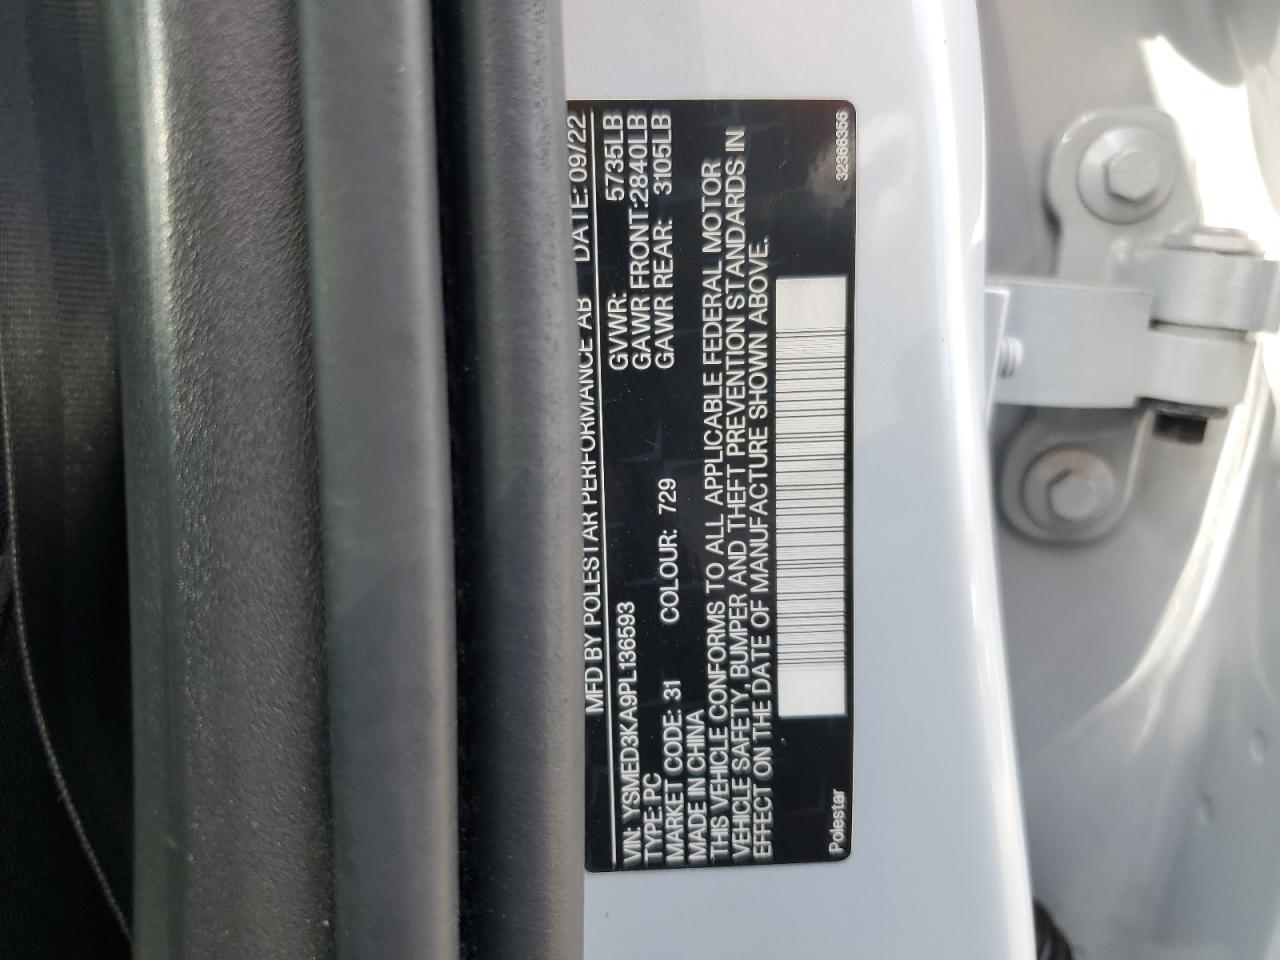 MFD BY POLESTAR PERFORMANCE AB DATE: 09/22
VIN: YSMED3KA9PL136593 GVWR: 5735LB
TYPE: PC GAWR FRONT:2840LB
MARKET CODE: 31 COLOUR: 729 GAWR REAR: 3105LB
MADE IN CHINA
THIS VEHICLE CONFORMS TO ALL APPLICABLE FEDERAL MOTOR
VEHICLE SAFETY, BUMPER AND THEFT PREVENTION STANDARDS IN
EFFECT ON THE DATE OF MANUFACTURE SHOWN ABOVE.
Polestar 32366356